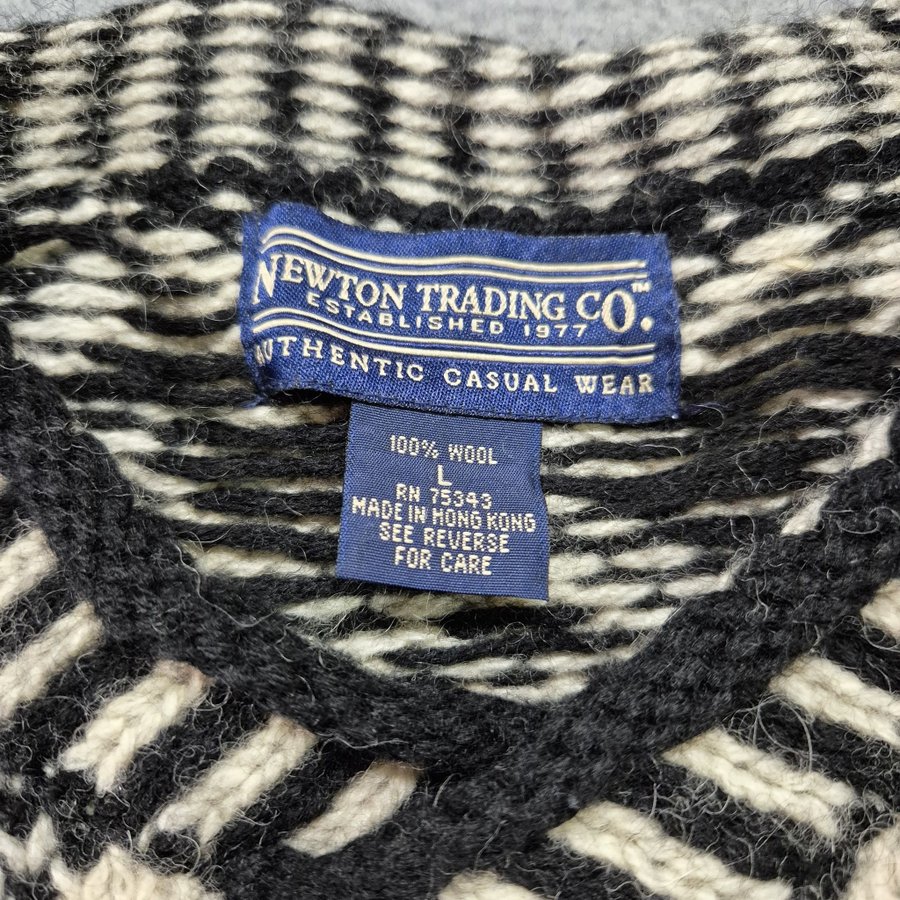 NEWTON TRADING CO.™
ESTABLISHED 1977
AUTHENTIC CASUAL WEAR
100% WOOL
L
RN 75343
MADE IN HONG KONG
SEE REVERSE
FOR CARE